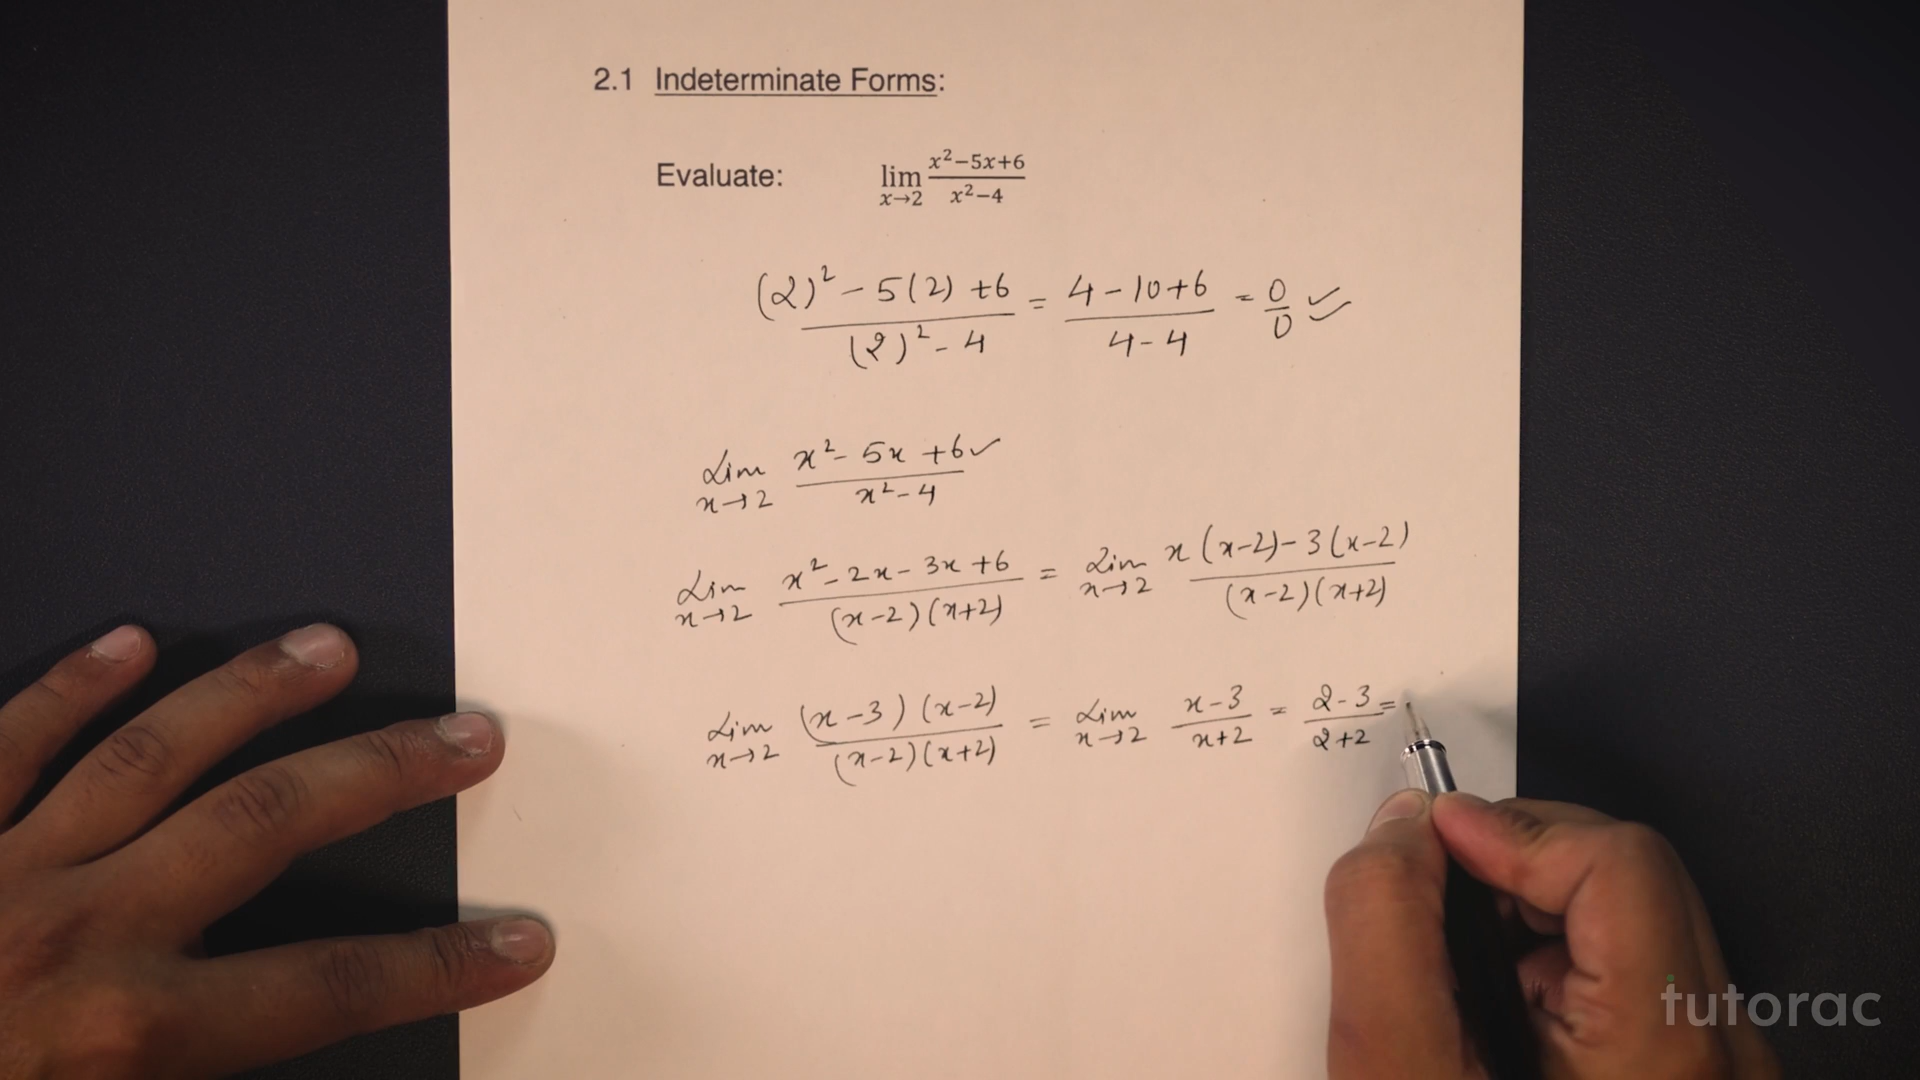 2.1 Indeterminate Forms:
Evaluate: lim x→2 (x²−5x+6)/(x²−4)
((2)² − 5(2) + 6)/((2)² − 4) = (4 − 10 + 6)/(4 − 4) = 0/0 ✓
Lim x→2 (x² − 5x + 6)/(x² − 4) ✓
Lim x→2 (x² − 2x − 3x + 6)/((x−2)(x+2)) = Lim x→2 (x(x−2) − 3(x−2))/((x−2)(x+2))
Lim x→2 ((x−3)(x−2))/((x−2)(x+2)) = Lim x→2 (x−3)/(x+2) = (2−3)/(2+2) =
tutorac